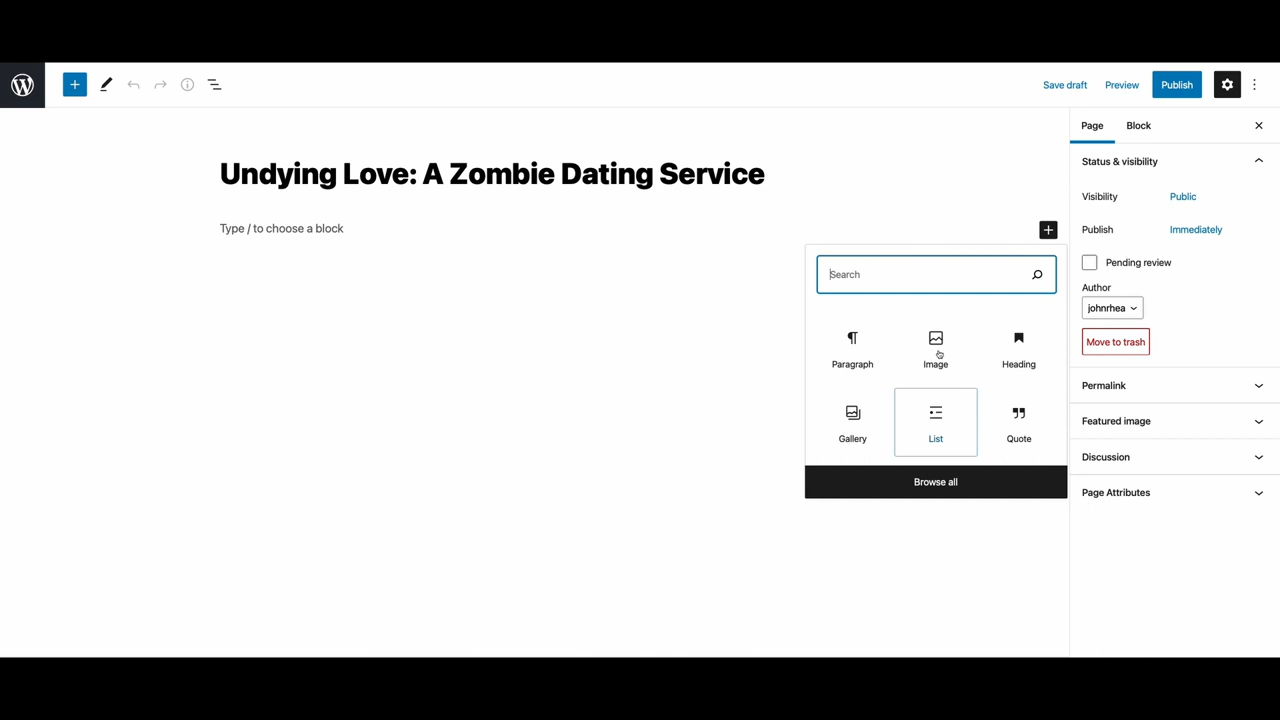 Save draft
Preview
Publish
Undying Love: A Zombie Dating Service
Type / to choose a block
Search
Paragraph
Image
Heading
Gallery
List
Quote
Browse all
Page
Block
Status & visibility
Visibility
Public
Publish
Immediately
Pending review
Author
johnrhea
Move to trash
Permalink
Featured image
Discussion
Page Attributes